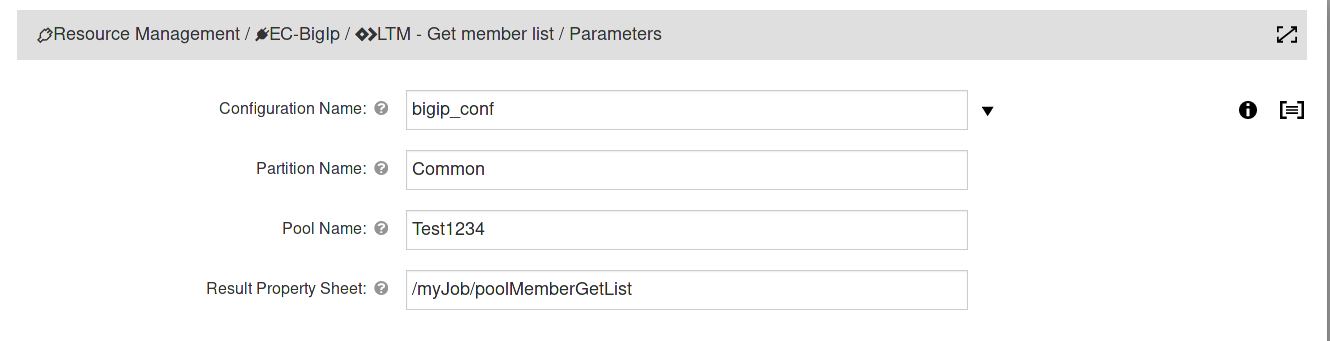 Resource Management / EC-BigIp / LTM - Get member list / Parameters
Configuration Name: bigip_conf
Partition Name: Common
Pool Name: Test1234
Result Property Sheet: /myJob/poolMemberGetList